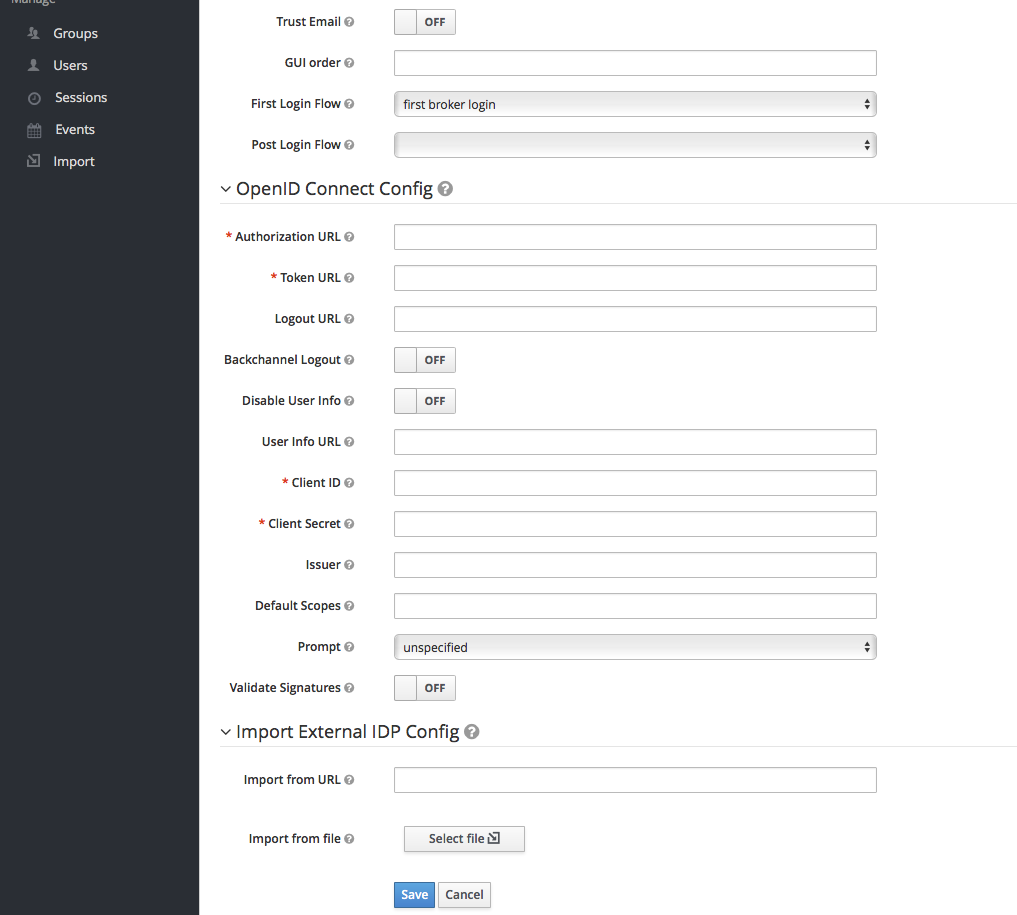 Manage
Groups
Users
Sessions
Events
Import
Trust Email OFF
GUI order
First Login Flow first broker login
Post Login Flow
OpenID Connect Config
* Authorization URL
* Token URL
Logout URL
Backchannel Logout OFF
Disable User Info OFF
User Info URL
* Client ID
* Client Secret
Issuer
Default Scopes
Prompt unspecified
Validate Signatures OFF
Import External IDP Config
Import from URL
Import from file Select file
Save Cancel